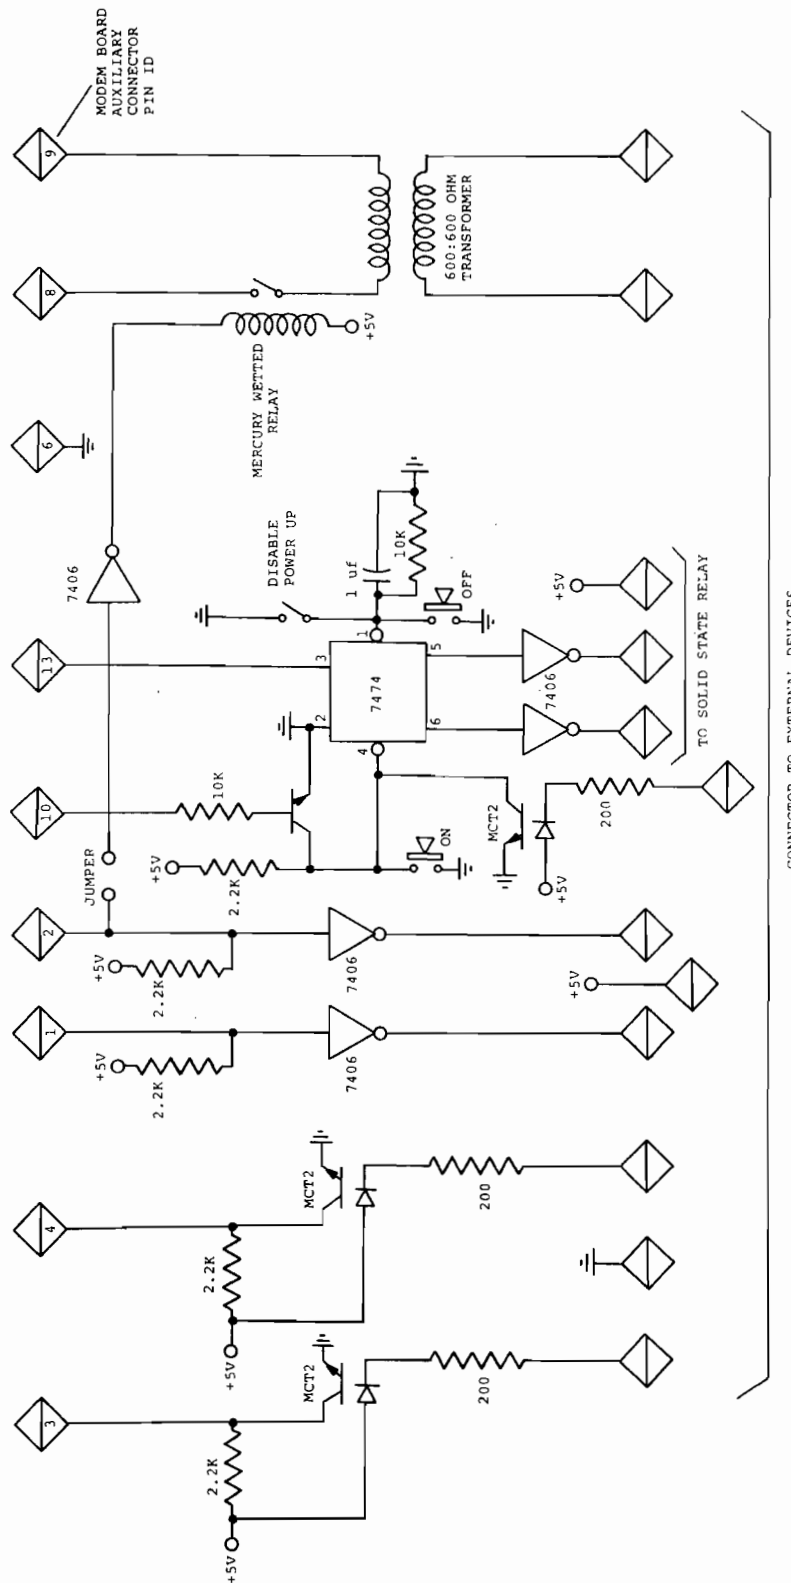 3
4
1
2
10
13
6
8
9
MODEM BOARD
AUXILIARY
CONNECTOR
PIN ID
JUMPER
7406
+5V
2.2K
+5V
2.2K
+5V
2.2K
10K
+5V
2.2K
+5V
2.2K
MERCURY WETTED
RELAY
+5V
DISABLE
POWER UP
2
3
4
7474
1
6
5
1 uf
10K
ON
OFF
MCT2
MCT2
7406
7406
MCT2
+5V
7406
600:600 OHM
TRANSFORMER
200
200
+5V
200
+5V
TO SOLID STATE RELAY
CONNECTOR TO EXTERNAL DEVICES